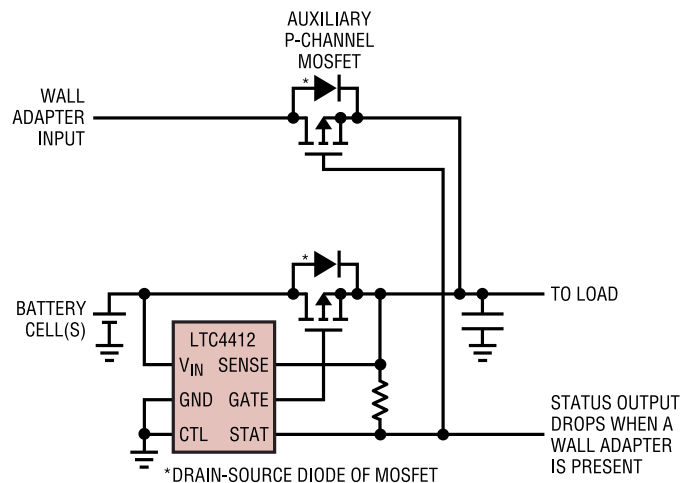 AUXILIARY
P-CHANNEL
MOSFET
*
WALL
ADAPTER
INPUT
*
TO LOAD
BATTERY
CELL(S)
LTC4412
VIN SENSE
GND GATE
CTL STAT
STATUS OUTPUT
DROPS WHEN A
WALL ADAPTER
IS PRESENT
*DRAIN-SOURCE DIODE OF MOSFET